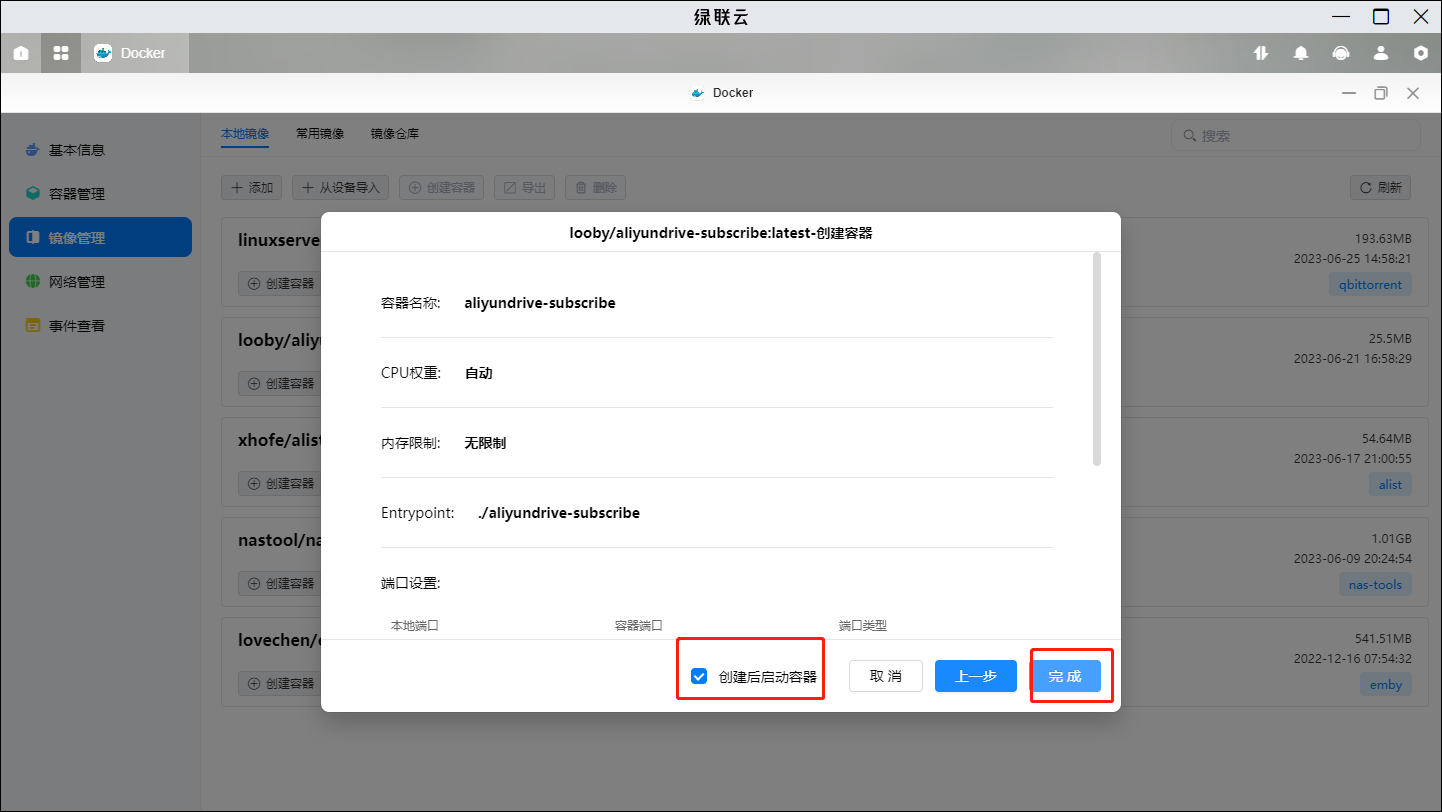 绿联云
Docker
Docker
基本信息
容器管理
镜像管理
网络管理
事件查看
本地镜像 常用镜像 镜像仓库
搜索
添加 从设备导入 创建容器 导出 删除 刷新
linuxserve
193.63MB
2023-06-25 14:58:21
创建容器
qbittorrent
looby/aliyu
25.5MB
2023-06-21 16:58:29
创建容器
xhofe/alist
54.64MB
2023-06-17 21:00:55
创建容器
alist
nastool/na
1.01GB
2023-06-09 20:24:54
创建容器
nas-tools
lovechen/e
541.51MB
2022-12-16 07:54:32
创建容器
emby
looby/aliyundrive-subscribe:latest-创建容器
容器名称: aliyundrive-subscribe
CPU权重: 自动
内存限制: 无限制
Entrypoint: ./aliyundrive-subscribe
端口设置:
本地端口 容器端口 端口类型
创建后启动容器 取消 上一步 完成